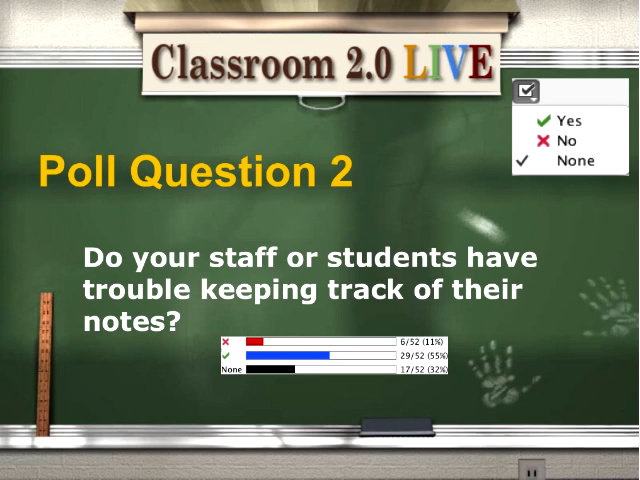 Classroom 2.0 LIVE
Yes
No
None
Poll Question 2
Do your staff or students have
trouble keeping track of their
notes?
6/52 (11%)
29/52 (55%)
None 17/52 (32%)